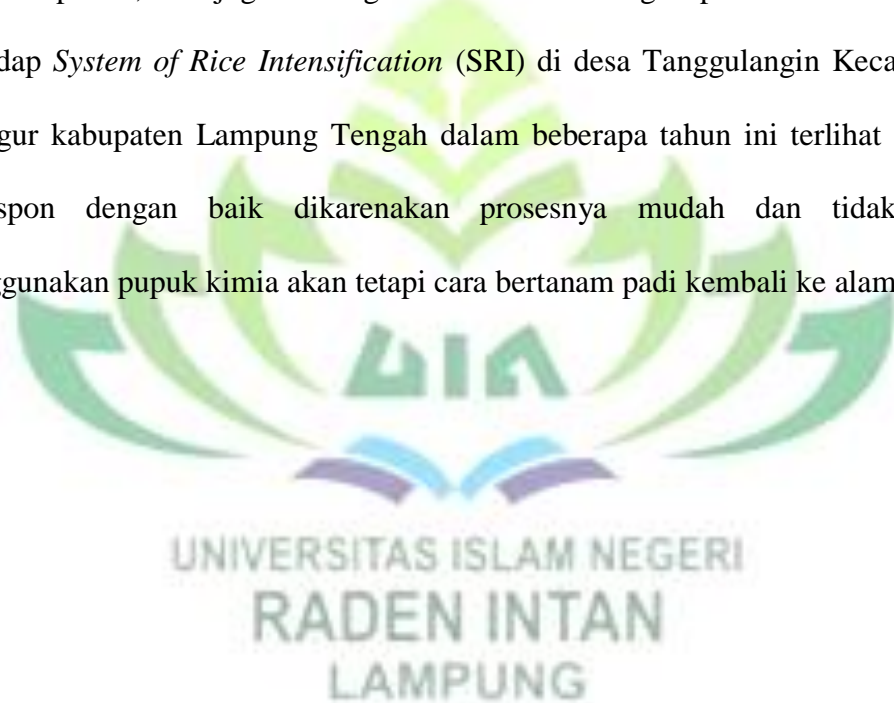 dap System of Rice Intensification (SRI) di desa Tanggulangin Keca
gur kabupaten Lampung Tengah dalam beberapa tahun ini terlihat
spon dengan baik dikarenakan prosesnya mudah dan tidak
ggunakan pupuk kimia akan tetapi cara bertanam padi kembali ke alam
UIN
UNIVERSITAS ISLAM NEGERI
RADEN INTAN
LAMPUNG